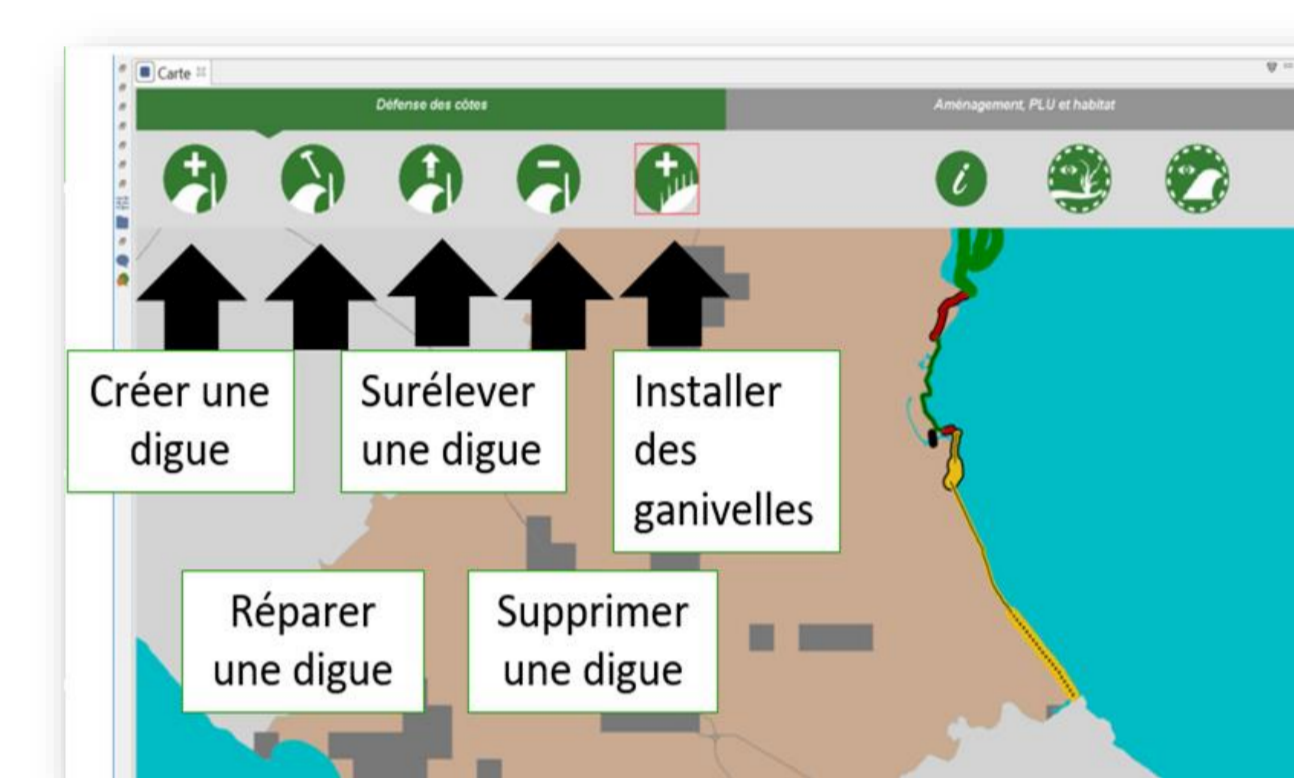 Carte
Défense des côtes
Aménagement, PLU et habitat
i
Créer une
digue
Surélever
une digue
Installer
des
ganivelles
Réparer
une digue
Supprimer
une digue